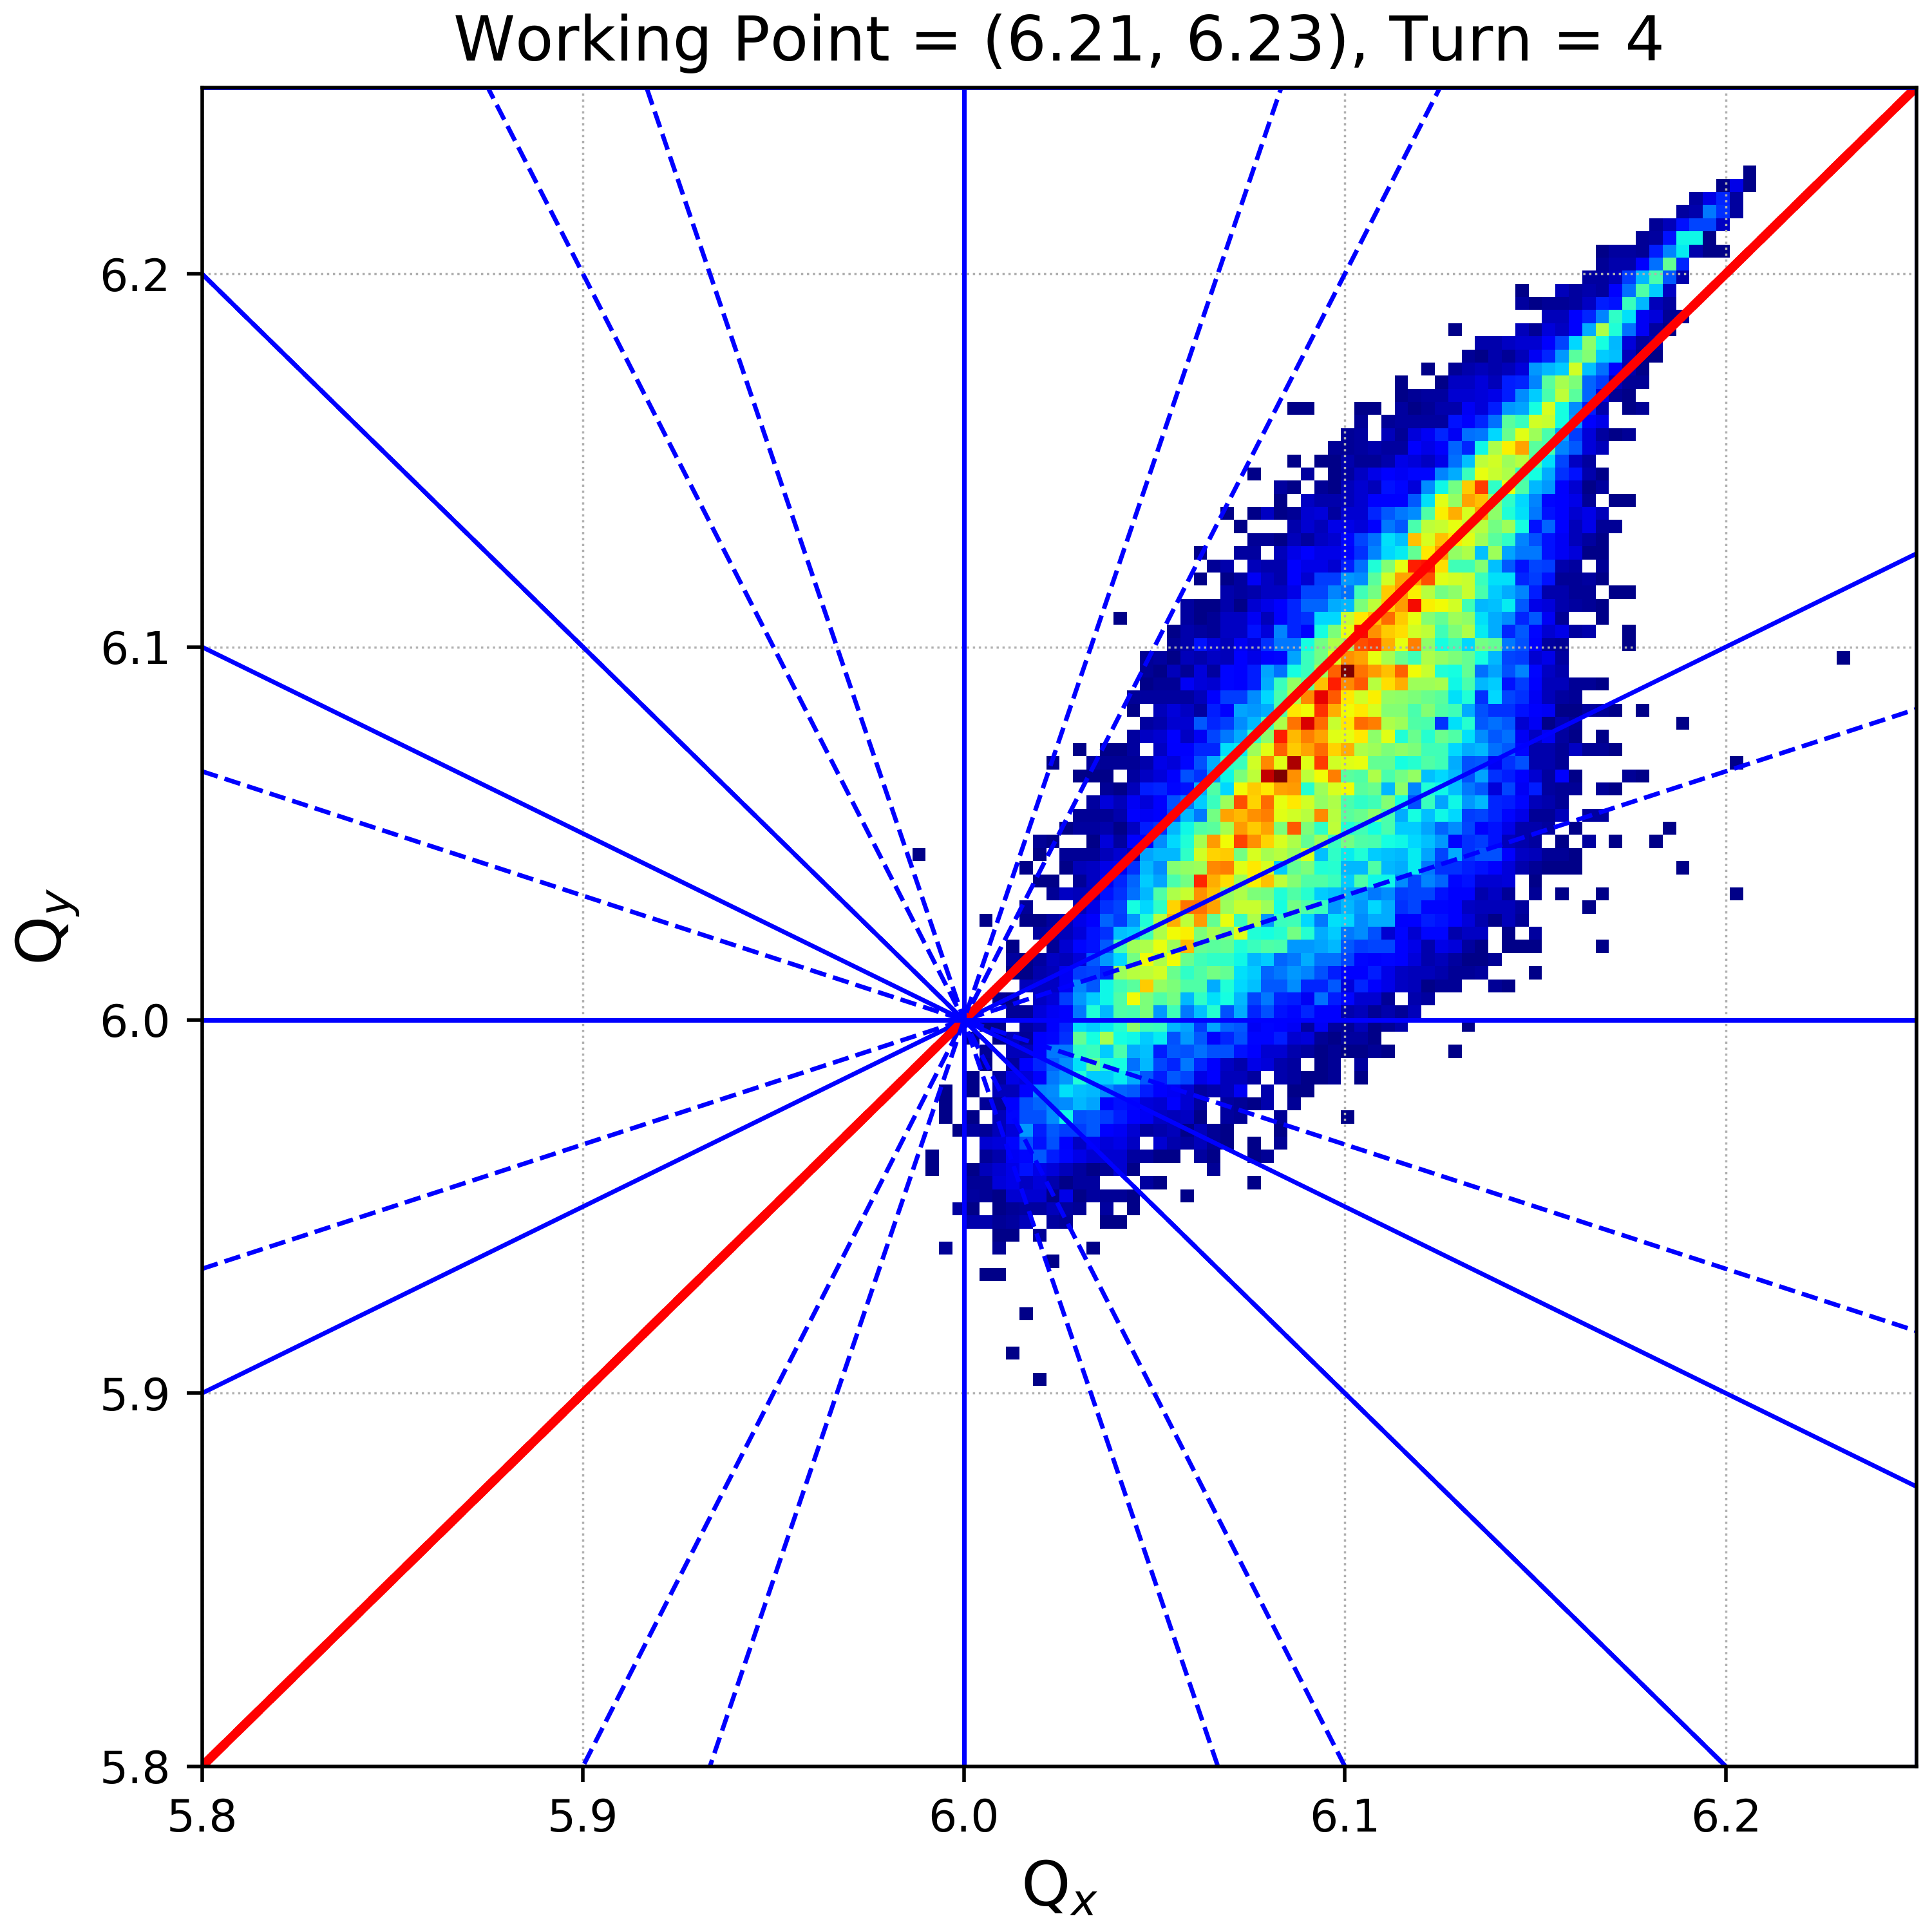 Working Point = (6.21, 6.23), Turn = 4
6.2
6.1
6.0
5.9
5.8
Qy
5.8 5.9 6.0 6.1 6.2
Qx